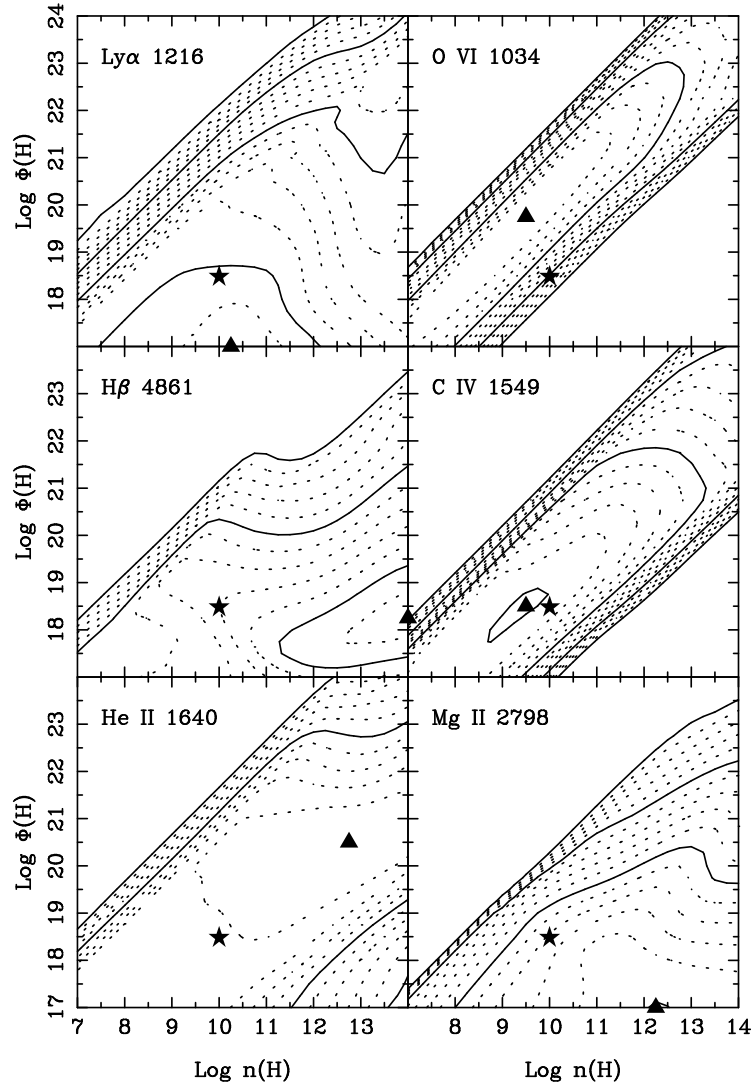 24
Lyα 1216
O VI 1034
23
22
21
20
19
18
Log Φ(H)
Hβ 4861
C IV 1549
23
22
21
20
19
18
Log Φ(H)
He II 1640
Mg II 2798
23
22
21
20
19
18
17
Log Φ(H)
7 8 9 10 11 12 13 8 9 10 11 12 13 14
Log n(H) Log n(H)